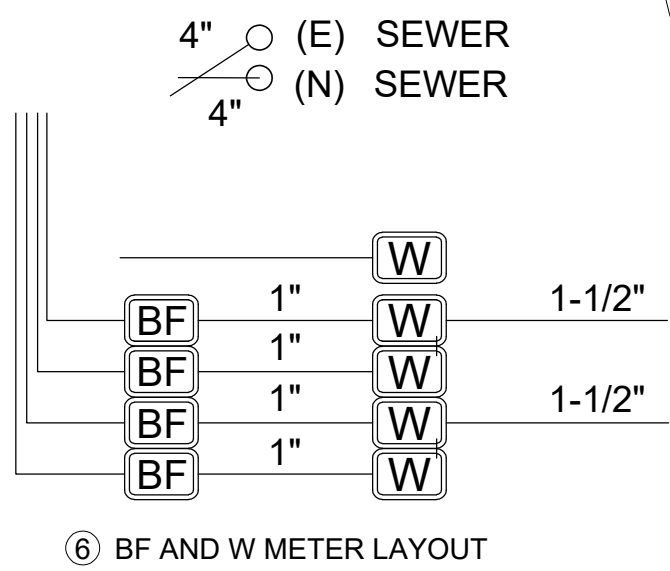 4" (E) SEWER
(N) SEWER
4"
W
1" 1-1/2"
BF W
1"
BF W
1" 1-1/2"
BF W
1"
BF W
6 BF AND W METER LAYOUT